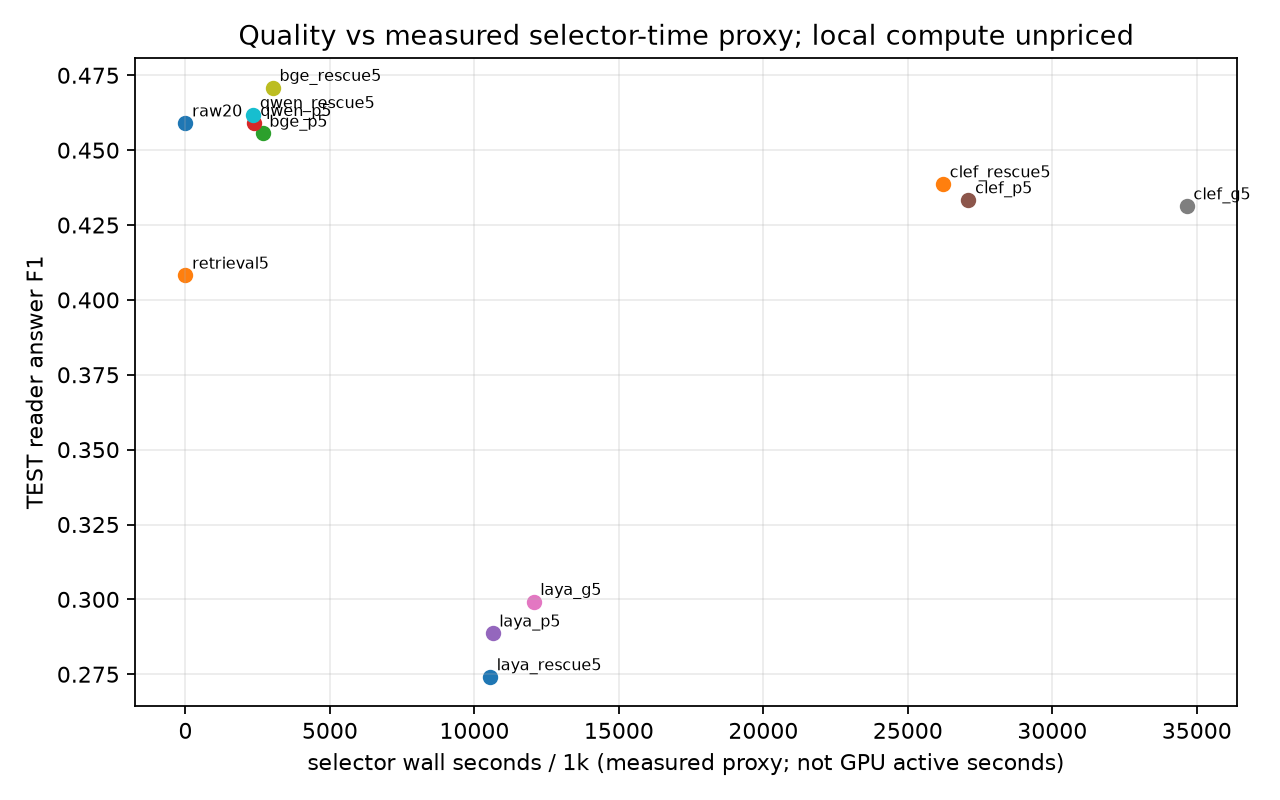 Quality vs measured selector-time proxy; local compute unpriced
TEST reader answer F1
0.475
0.450
0.425
0.400
0.375
0.350
0.325
0.300
0.275
bge_rescue5
qwen_rescue5
raw20
qwen_p5
bge_p5
clef_rescue5
clef_p5
clef_g5
retrieval5
laya_g5
laya_p5
laya_rescue5
0 5000 10000 15000 20000 25000 30000 35000
selector wall seconds / 1k (measured proxy; not GPU active seconds)